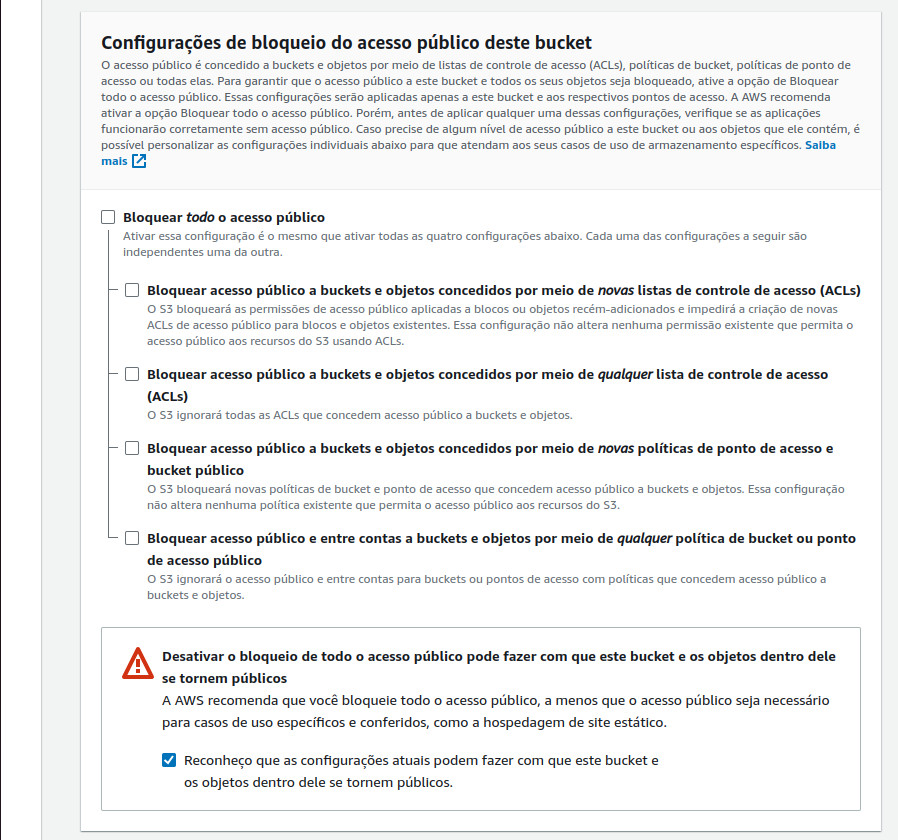 Configurações de bloqueio do acesso público deste bucket
O acesso público é concedido a buckets e objetos por meio de listas de controle de acesso (ACLs), políticas de bucket, políticas de ponto de
acesso ou todas elas. Para garantir que o acesso público a este bucket e todos os seus objetos seja bloqueado, ative a opção de Bloquear
todo o acesso público. Essas configurações serão aplicadas apenas a este bucket e aos respectivos pontos de acesso. A AWS recomenda
ativar a opção Bloquear todo o acesso público. Porém, antes de aplicar qualquer uma dessas configurações, verifique se as aplicações
funcionarão corretamente sem acesso público. Caso precise de algum nível de acesso público a este bucket ou aos objetos que ele contém, é
possível personalizar as configurações individuais abaixo para que atendam aos seus casos de uso de armazenamento específicos. Saiba
mais
Bloquear todo o acesso público
Ativar essa configuração é o mesmo que ativar todas as quatro configurações abaixo. Cada uma das configurações a seguir são
independentes uma da outra.
Bloquear acesso público a buckets e objetos concedidos por meio de novas listas de controle de acesso (ACLs)
O S3 bloqueará as permissões de acesso público aplicadas a blocos ou objetos recém-adicionados e impedirá a criação de novas
ACLs de acesso público para blocos e objetos existentes. Essa configuração não altera nenhuma permissão existente que permita o
acesso público aos recursos do S3 usando ACLs.
Bloquear acesso público a buckets e objetos concedidos por meio de qualquer lista de controle de acesso
(ACLs)
O S3 ignorará todas as ACLs que concedem acesso público a buckets e objetos.
Bloquear acesso público a buckets e objetos concedidos por meio de novas políticas de ponto de acesso e
bucket público
O S3 bloqueará novas políticas de bucket e ponto de acesso que concedem acesso público a buckets e objetos. Essa configuração
não altera nenhuma política existente que permita o acesso público aos recursos do S3.
Bloquear acesso público e entre contas a buckets e objetos por meio de qualquer política de bucket ou ponto
de acesso público
O S3 ignorará o acesso público e entre contas para buckets ou pontos de acesso com políticas que concedem acesso público a
buckets e objetos.
Desativar o bloqueio de todo o acesso público pode fazer com que este bucket e os objetos dentro dele
se tornem públicos
A AWS recomenda que você bloqueie todo o acesso público, a menos que o acesso público seja necessário
para casos de uso específicos e conferidos, como a hospedagem de site estático.
Reconheço que as configurações atuais podem fazer com que este bucket e
os objetos dentro dele se tornem públicos.